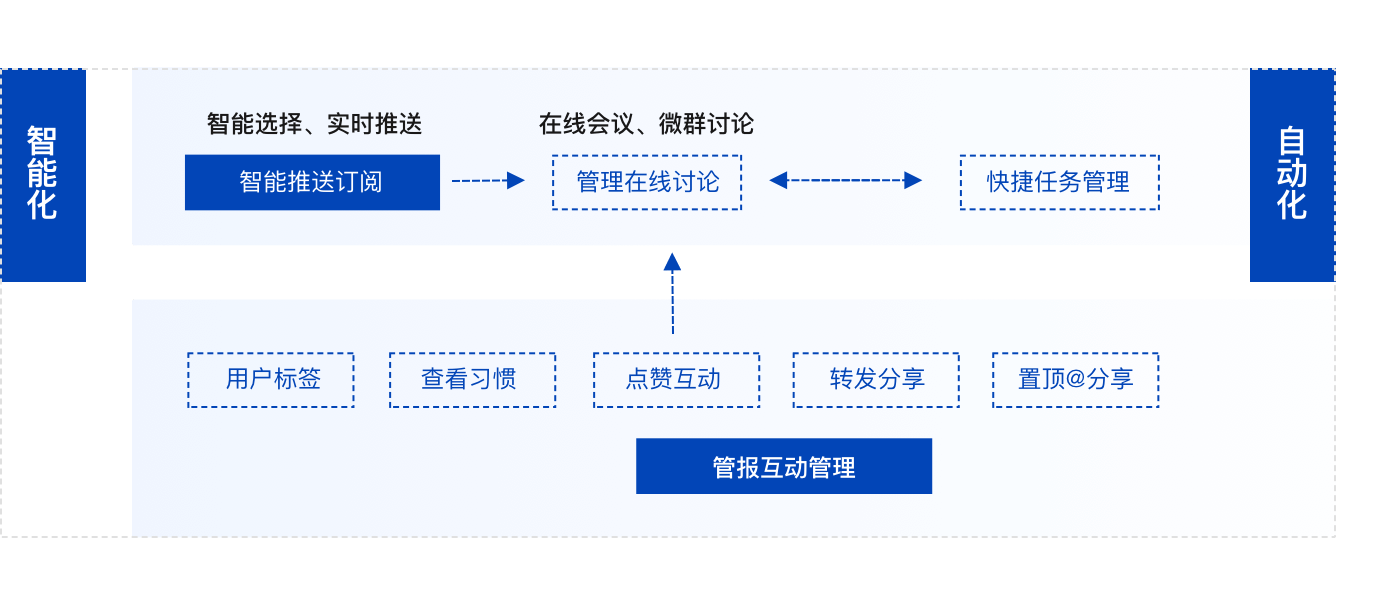 智能化
智能选择、实时推送
在线会议、微群讨论
智能推送订阅
管理在线讨论
快捷任务管理
自动化
用户标签
查看习惯
点赞互动
转发分享
置顶@分享
管报互动管理